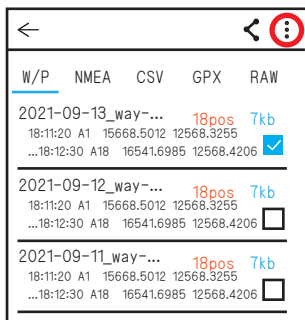 W/P NMEA CSV GPX RAW
2021-09-13_way-... 18pos 7kb
18:11:20 A1 15668.5012 12568.3255
...18:12:30 A18 16541.6985 12568.4206
2021-09-12_way-... 18pos 7kb
18:11:20 A1 15668.5012 12568.3255
...18:12:30 A18 16541.6985 12568.4206
2021-09-11_way-... 18pos 7kb
18:11:20 A1 15668.5012 12568.3255
...18:12:30 A18 16541.6985 12568.4206